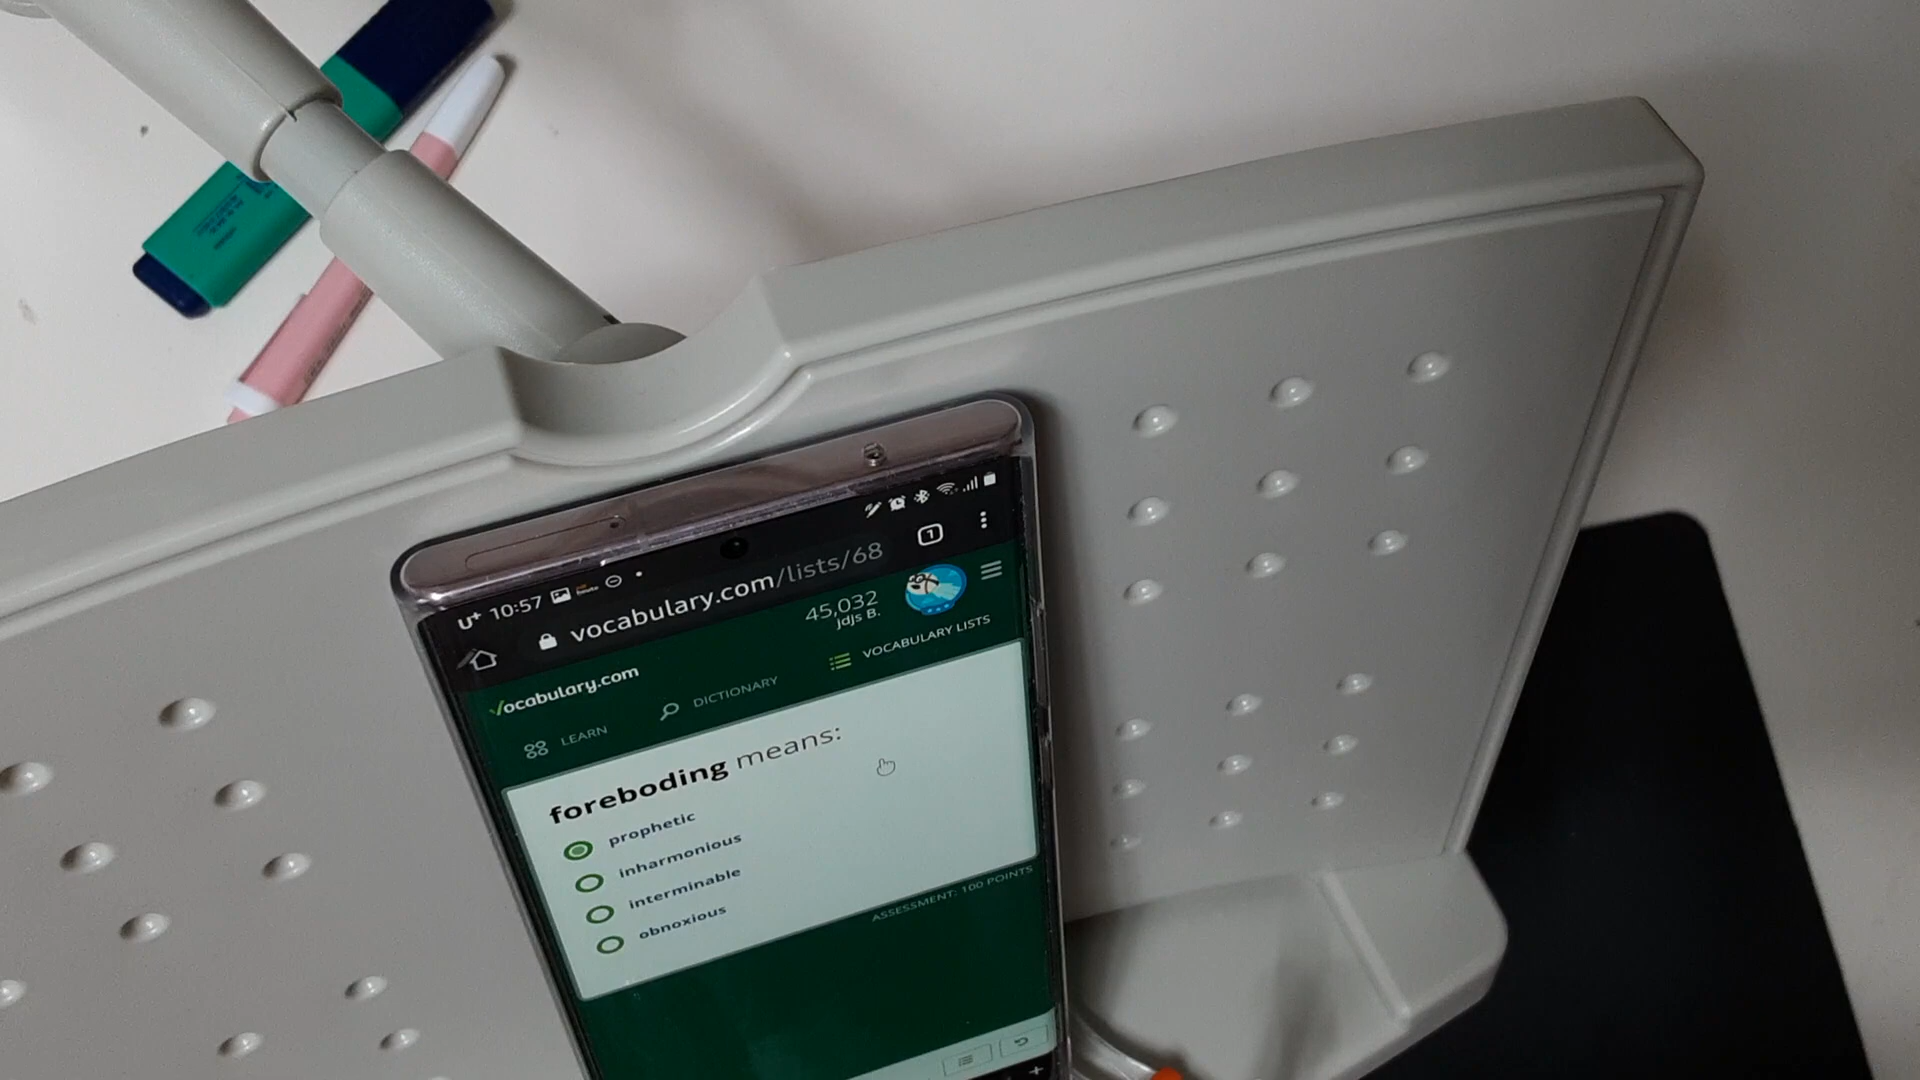 U+ 10:57
1
vocabulary.com/lists/68
45,032
jdjs B.
Vocabulary.com
LEARN
DICTIONARY
VOCABULARY LISTS
foreboding means:
prophetic
inharmonious
interminable
obnoxious
ASSESSMENT: 100 POINTS